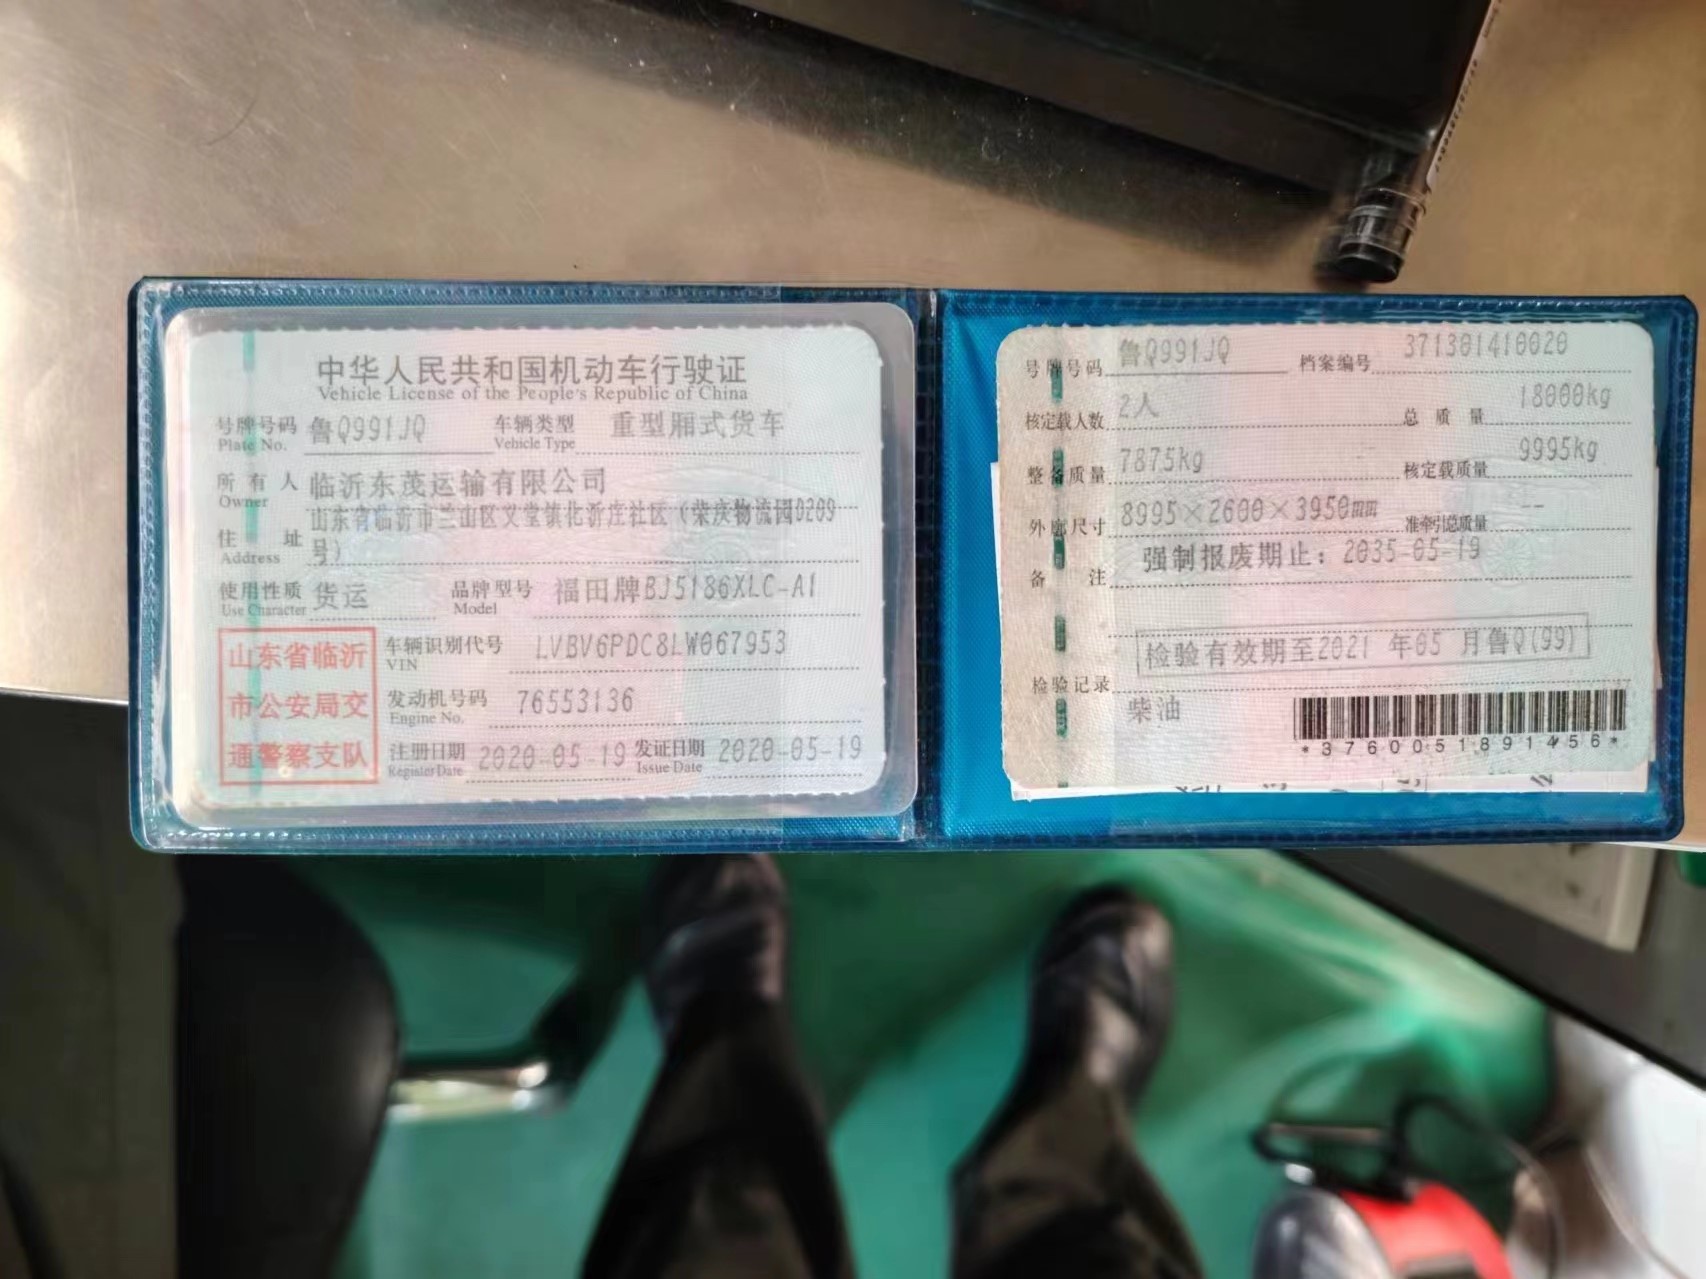 中华人民共和国机动车行驶证
Vehicle License of the People's Republic of China
号牌号码 鲁Q991JQ 车辆类型 重型厢式货车
Plate No. Vehicle Type
所有人 临沂东茂运输有限公司
Owner
住址 山东省临沂市兰山区义堂镇化沂庄社区（荣庆物流园0209
Address 号）
使用性质 货运 品牌型号 福田牌BJ5186XLC-A1
Use Character Model
山东省临沂
市公安局交
通警察支队
车辆识别代号 LVBV6PDC8LW067953
VIN
发动机号码 76553136
Engine No.
注册日期 2020-05-19 发证日期 2020-05-19
Register Date Issue Date
号牌号码 鲁Q991JQ 档案编号 371301410020
核定载人数 2人 总质量 18000kg
整备质量 7875kg 核定载质量 9995kg
外廓尺寸 8995×2600×3950mm 准牵引总质量 --
备注 强制报废期止：2035-05-19
检验有效期至2021 年05 月鲁Q(99)
检验记录
柴油
*3760051891456*